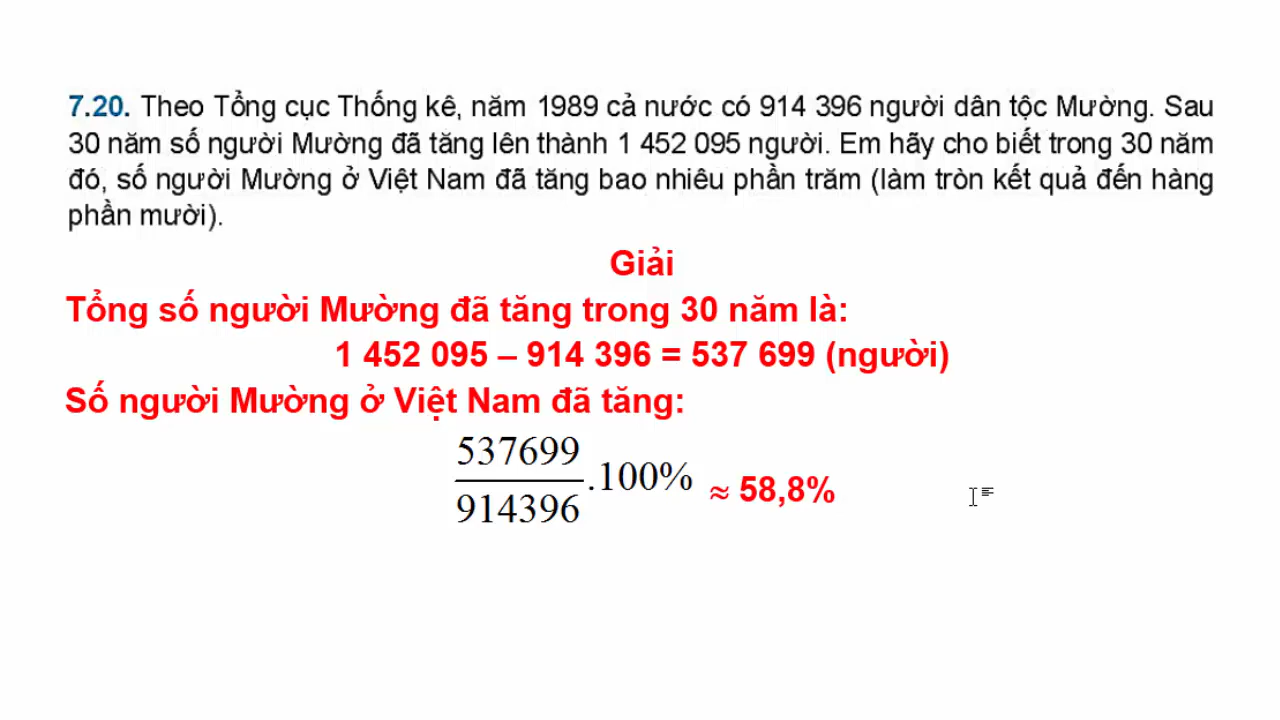 7.20. Theo Tổng cục Thống kê, năm 1989 cả nước có 914 396 người dân tộc Mường. Sau
30 năm số người Mường đã tăng lên thành 1 452 095 người. Em hãy cho biết trong 30 năm
đó, số người Mường ở Việt Nam đã tăng bao nhiêu phần trăm (làm tròn kết quả đến hàng
phần mười).
Giải
Tổng số người Mường đã tăng trong 30 năm là:
1 452 095 – 914 396 = 537 699 (người)
Số người Mường ở Việt Nam đã tăng:
537699
.100% ≈ 58,8%
914396